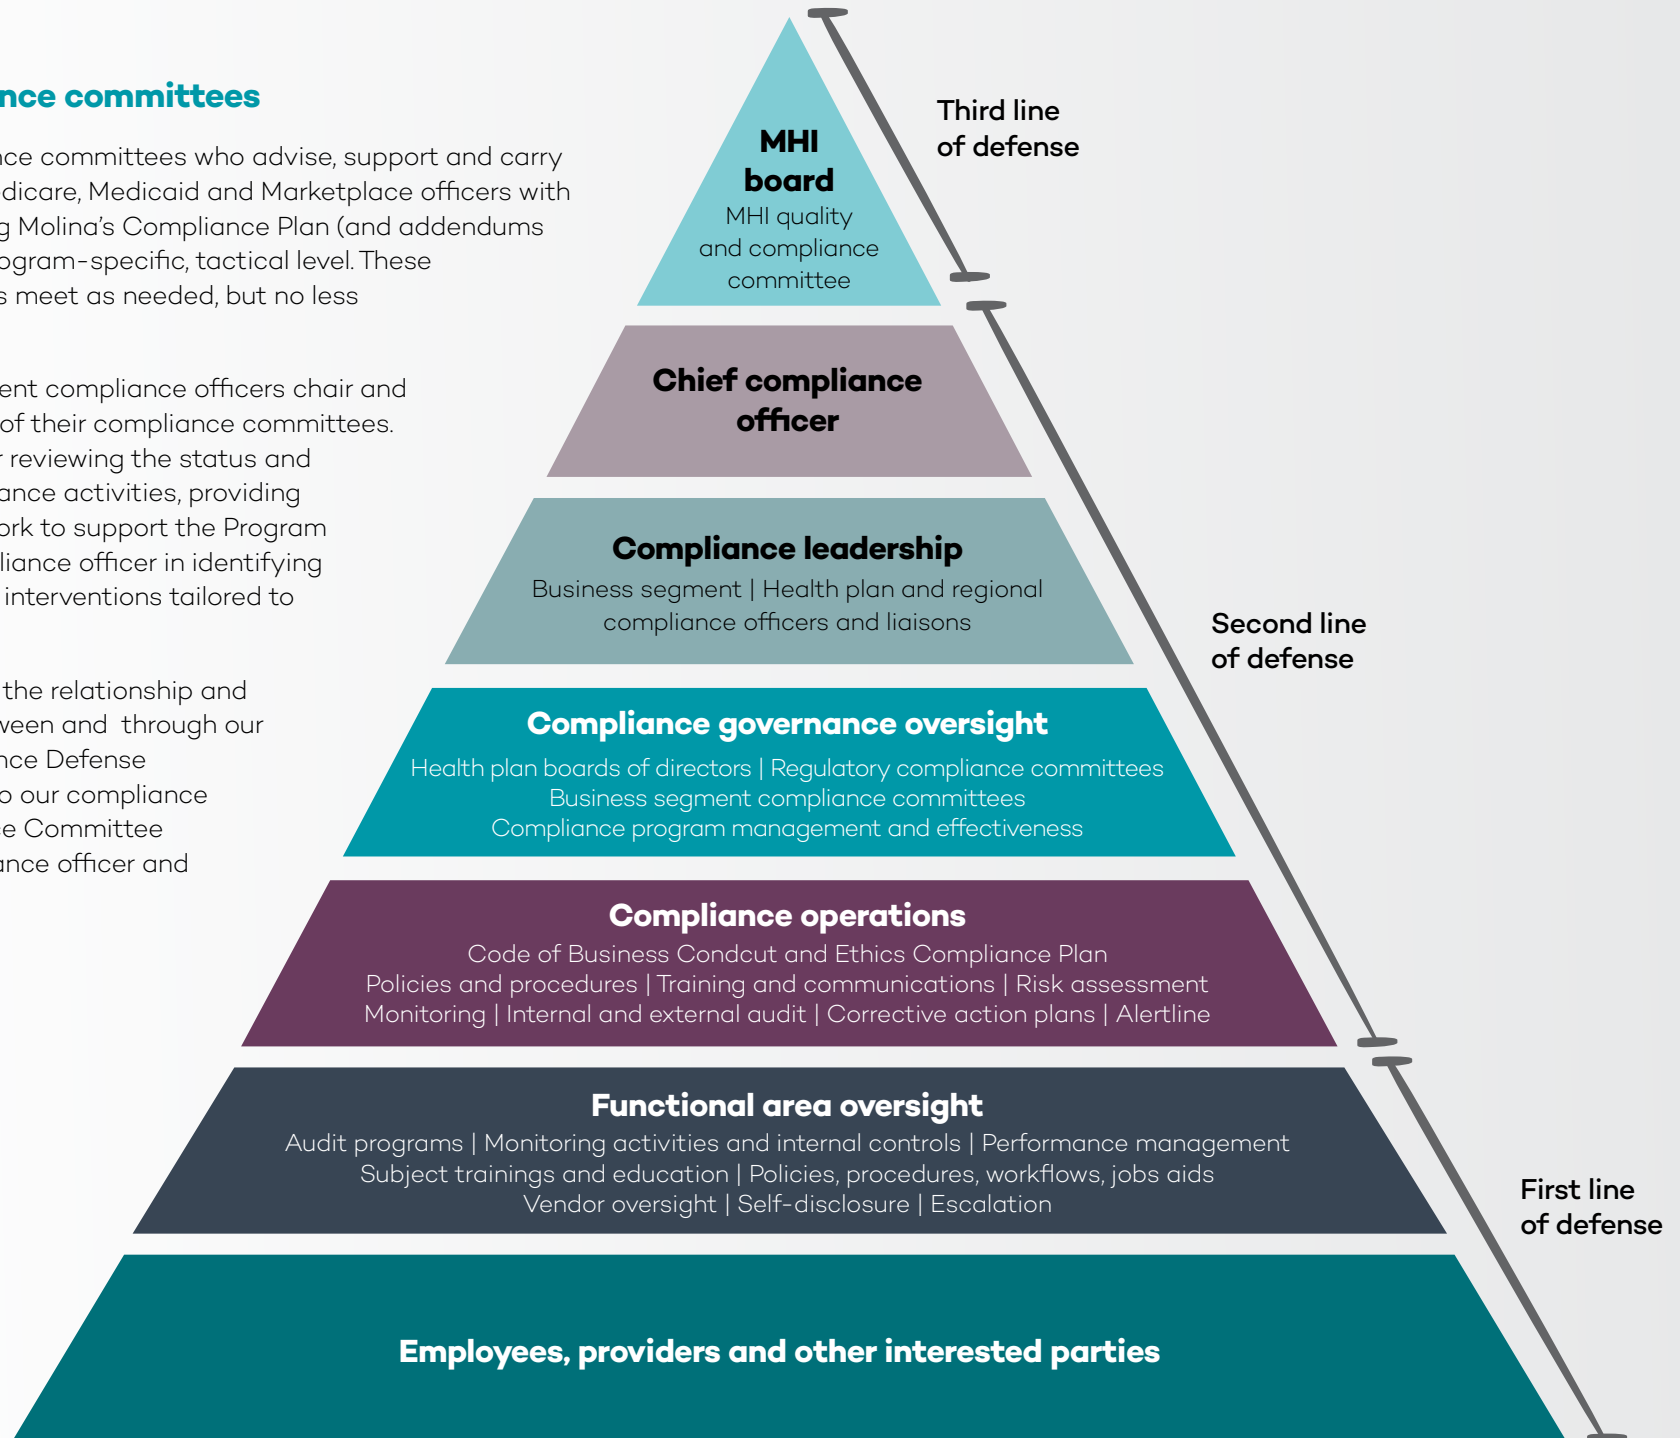 nce committees
nce committees who advise, support and carry
dicare, Medicaid and Marketplace officers with
g Molina's Compliance Plan (and addendums
ogram-specific, tactical level. These
s meet as needed, but no less
ent compliance officers chair and
of their compliance committees.
r reviewing the status and
ance activities, providing
ork to support the Program
liance officer in identifying
interventions tailored to
the relationship and
ween and through our
nce Defense
o our compliance
ce Committee
ance officer and
MHI
board
MHI quality
and compliance
committee
Third line
of defense
Chief compliance
officer
Compliance leadership
Business segment | Health plan and regional
compliance officers and liaisons
Second line
of defense
Compliance governance oversight
Health plan boards of directors | Regulatory compliance committees
Business segment compliance committees
Compliance program management and effectiveness
Compliance operations
Code of Business Condcut and Ethics Compliance Plan
Policies and procedures | Training and communications | Risk assessment
Monitoring | Internal and external audit | Corrective action plans | Alertline
Functional area oversight
Audit programs | Monitoring activities and internal controls | Performance management
Subject trainings and education | Policies, procedures, workflows, jobs aids
Vendor oversight | Self-disclosure | Escalation
First line
of defense
Employees, providers and other interested parties